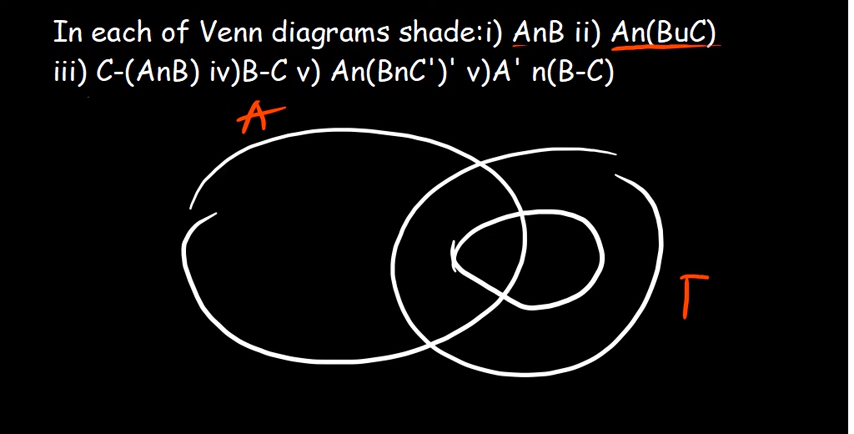 In each of Venn diagrams shade:i) AnB ii) An(BuC)
iii) C-(AnB) iv)B-C v) An(BnC')' v)A' n(B-C)
A